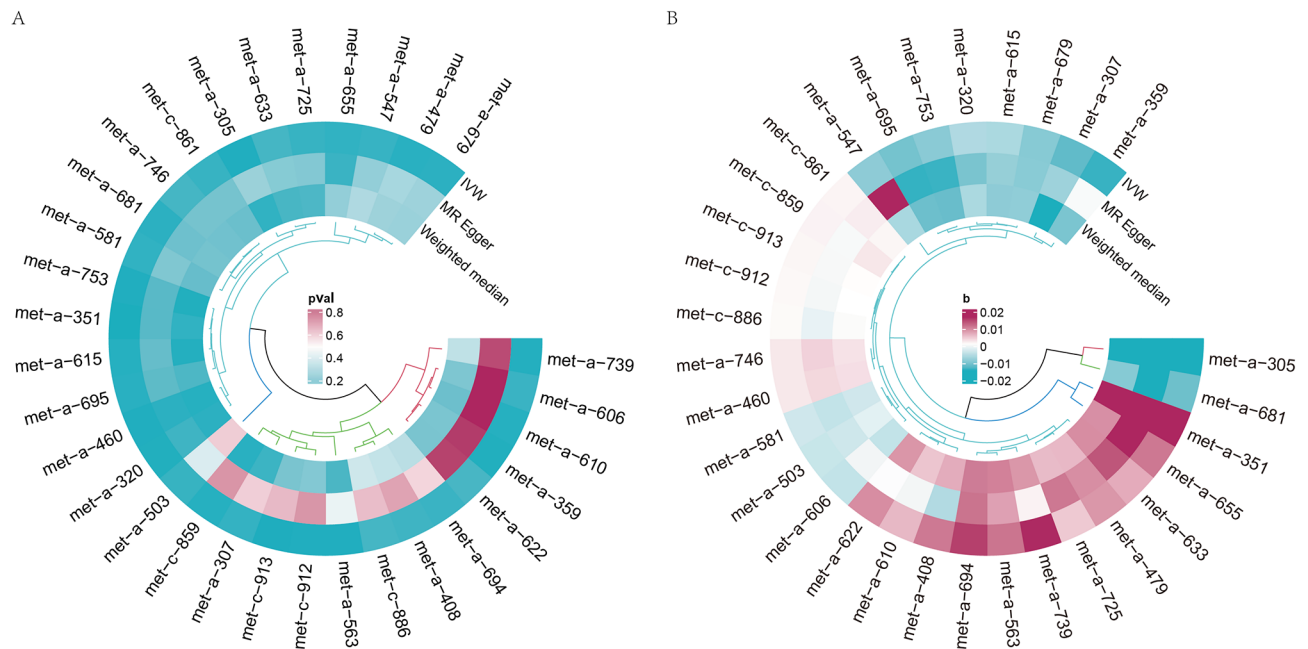 A
met-a-679
met-a-479
met-a-547
met-a-655
met-a-725
met-a-633
met-a-305
met-c-861
met-a-746
met-a-681
met-a-581
met-a-753
met-a-351
met-a-615
met-a-695
met-a-460
met-a-320
met-a-503
met-c-859
met-a-307
met-c-913
met-c-912
met-a-563
met-c-886
met-a-408
met-a-694
met-a-622
met-a-359
met-a-610
met-a-606
met-a-739
IVW
MR Egger
Weighted median
pVal
0.8
0.6
0.4
0.2
B
met-a-359
met-a-307
met-a-679
met-a-615
met-a-320
met-a-753
met-a-695
met-a-547
met-c-861
met-c-859
met-c-913
met-c-912
met-c-886
met-a-746
met-a-460
met-a-581
met-a-503
met-a-606
met-a-622
met-a-610
met-a-408
met-a-694
met-a-563
met-a-739
met-a-725
met-a-479
met-a-633
met-a-655
met-a-351
met-a-681
met-a-305
IVW
MR Egger
Weighted median
b
0.02
0.01
0
-0.01
-0.02